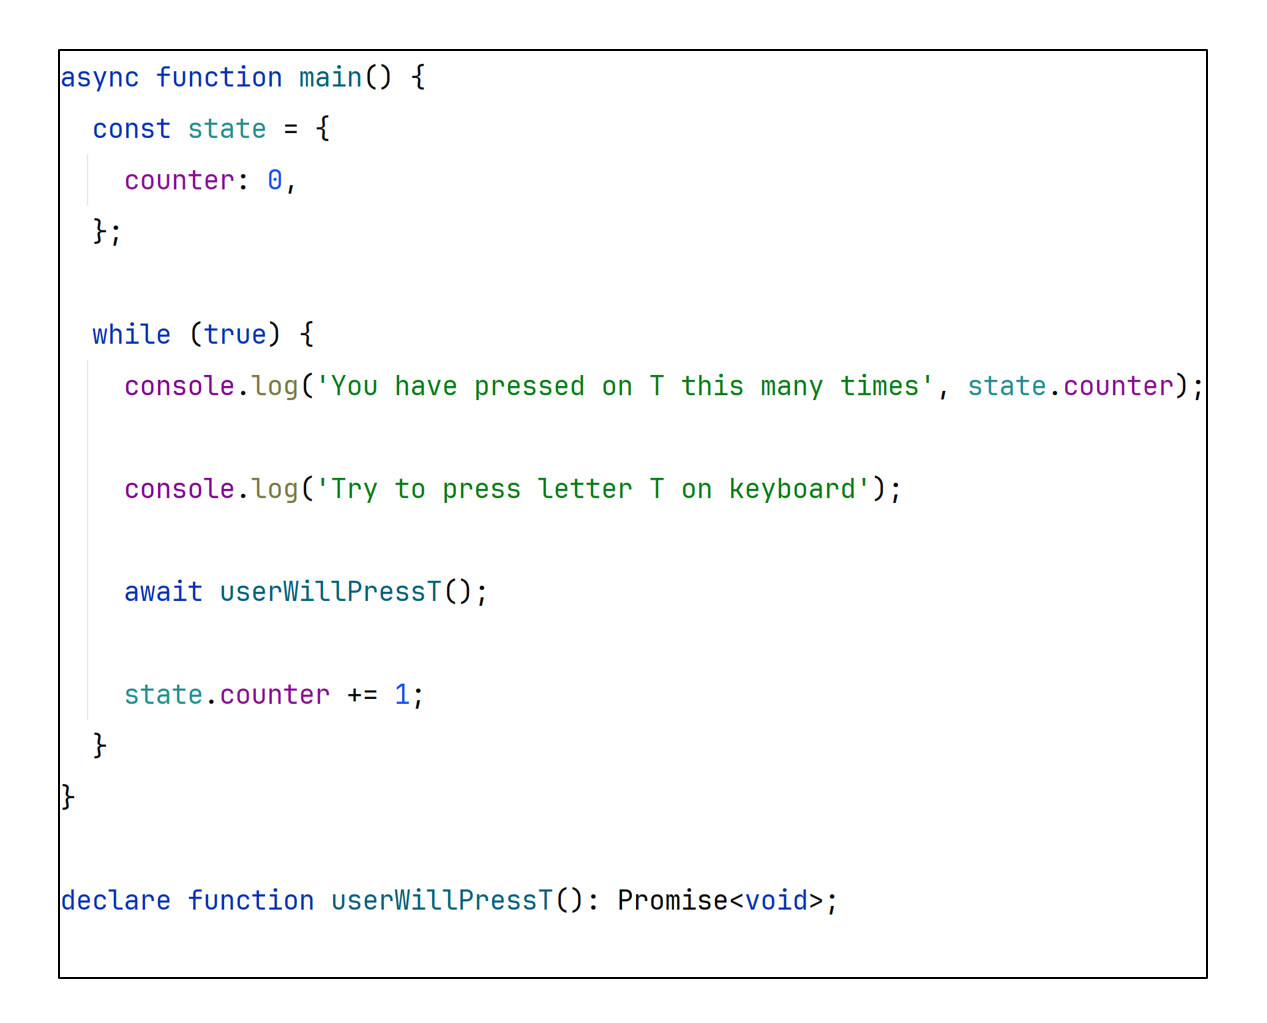 async function main() {
  const state = {
    counter: 0,
  };
  while (true) {
    console.log('You have pressed on T this many times', state.counter);
    console.log('Try to press letter T on keyboard');
    await userWillPressT();
    state.counter += 1;
  }
}
declare function userWillPressT(): Promise<void>;